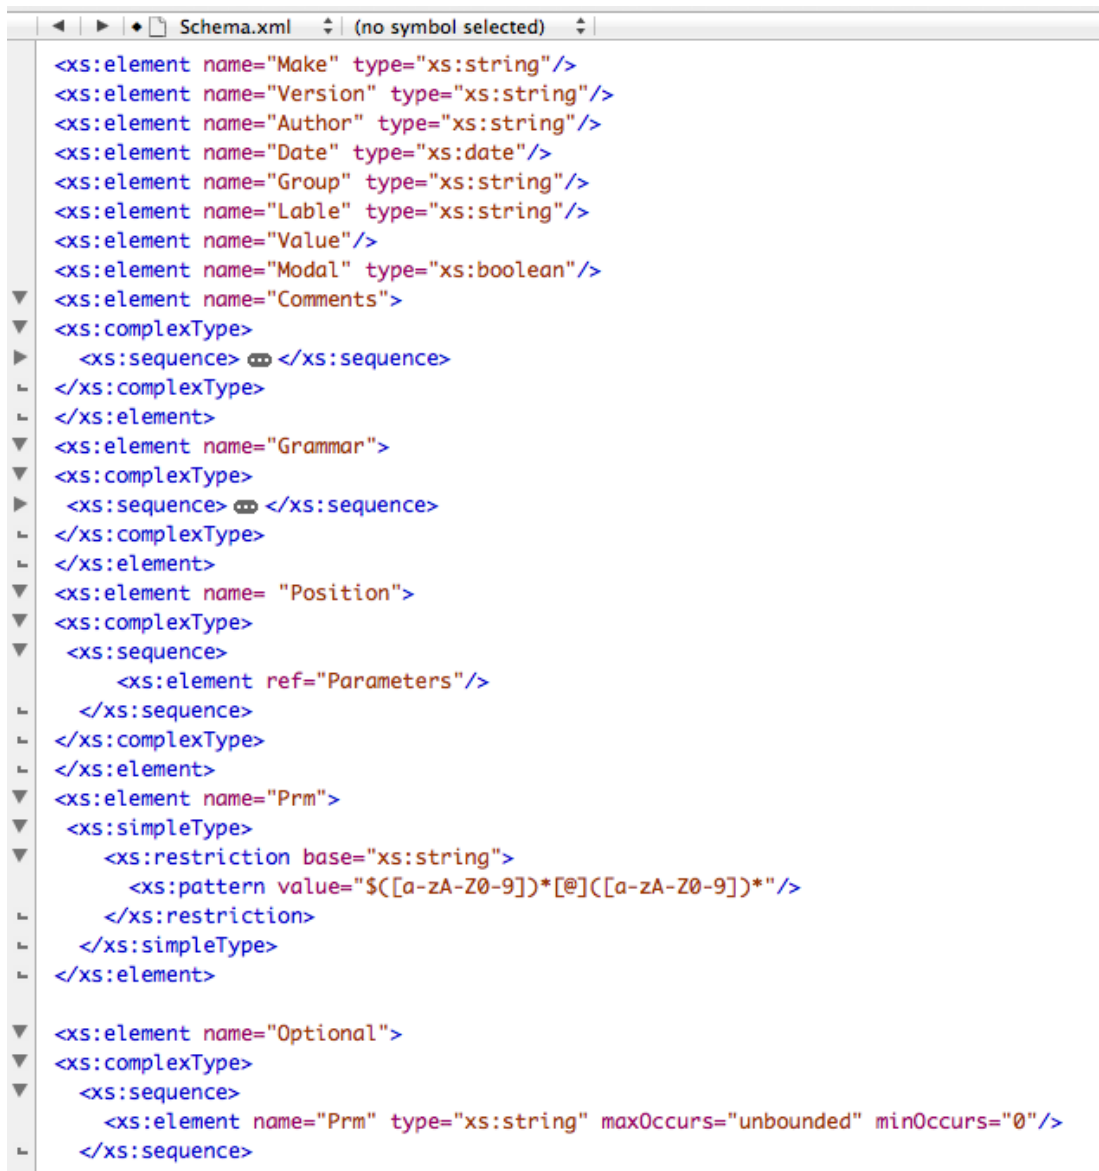 Schema.xml (no symbol selected)
<xs:element name="Make" type="xs:string"/>
<xs:element name="Version" type="xs:string"/>
<xs:element name="Author" type="xs:string"/>
<xs:element name="Date" type="xs:date"/>
<xs:element name="Group" type="xs:string"/>
<xs:element name="Lable" type="xs:string"/>
<xs:element name="Value"/>
<xs:element name="Modal" type="xs:boolean"/>
<xs:element name="Comments">
<xs:complexType>
<xs:sequence> ... </xs:sequence>
</xs:complexType>
</xs:element>
<xs:element name="Grammar">
<xs:complexType>
<xs:sequence> ... </xs:sequence>
</xs:complexType>
</xs:element>
<xs:element name= "Position">
<xs:complexType>
<xs:sequence>
<xs:element ref="Parameters"/>
</xs:sequence>
</xs:complexType>
</xs:element>
<xs:element name="Prm">
<xs:simpleType>
<xs:restriction base="xs:string">
<xs:pattern value="$([a-zA-Z0-9])*[@]([a-zA-Z0-9])*"/>
</xs:restriction>
</xs:simpleType>
</xs:element>
<xs:element name="Optional">
<xs:complexType>
<xs:sequence>
<xs:element name="Prm" type="xs:string" maxOccurs="unbounded" minOccurs="0"/>
</xs:sequence>